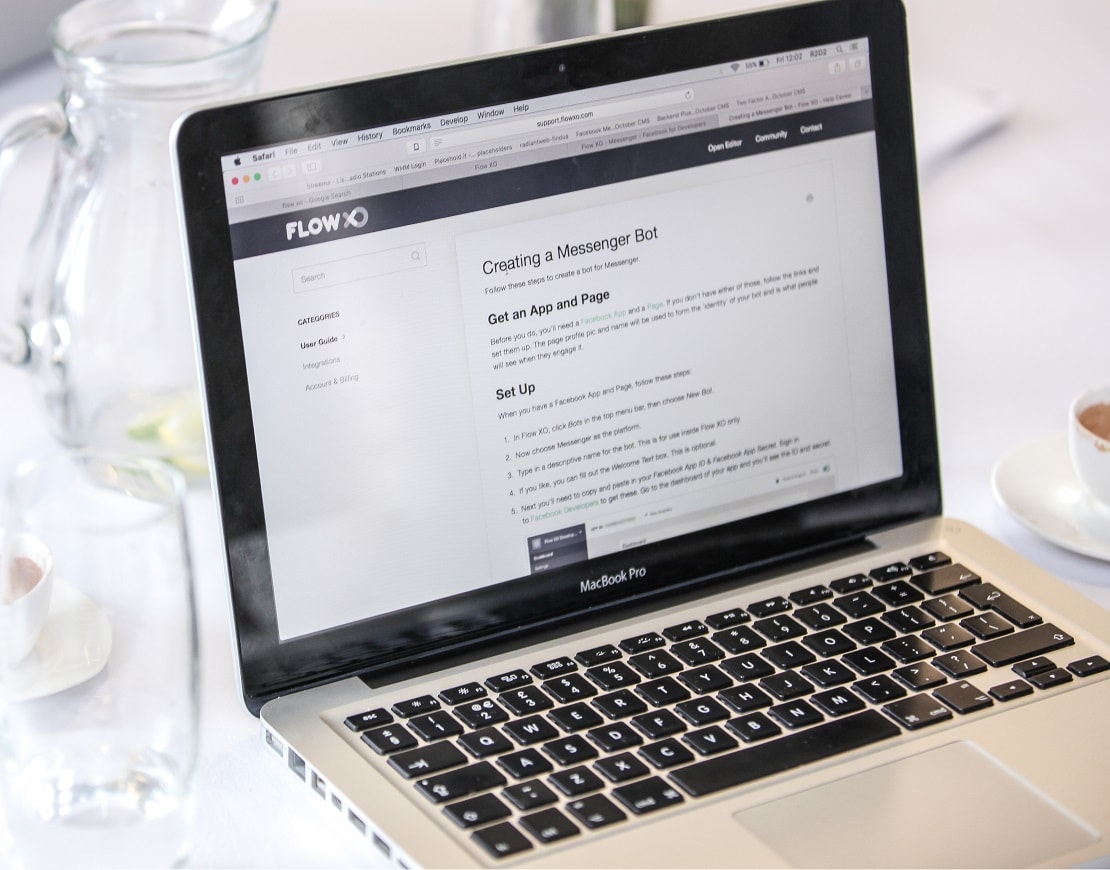 Safari File Edit View History Bookmarks Develop Window Help
Fri 12:02 R2D2
support.flowxo.com
WHM Login Placehold.it - ... placeholders radiantweb-findus Facebook Me...October CMS Backend Plus...October CMS Two Factor A...October CMS
flow xo - Google Search
Flow XO
Flow XO - Messenger - Facebook for Developers
Creating a Messenger Bot - Flow XO - Help Center
FLOW XO
Open Editor Community Contact
Search
CATEGORIES
User Guide >
Integrations
Account & Billing
Creating a Messenger Bot
Follow these steps to create a bot for Messenger.
Get an App and Page
Before you do, you'll need a Facebook App and a Page. If you don't have either of those, follow the links and
set them up. The page profile pic and name will be used to form the 'identity' of your bot and is what people
will see when they engage it.
Set Up
When you have a Facebook App and Page, follow these steps:
1. In Flow XO, click Bots in the top menu bar, then choose New Bot.
2. Now choose Messenger as the platform.
3. Type in a descriptive name for the bot. This is for use inside Flow XO only.
4. If you like, you can fill out the Welcome Text box. This is optional.
5. Next you'll need to copy and paste in your Facebook App ID & Facebook App Secret. Sign in
to Facebook Developers to get these. Go to the dashboard of your app and you'll see the ID and secret
Dashboard
MacBook Pro
esc
1 2 3 4 5 6 7 8 9 0
Q W E R T Y U I O P
A S D F G H J K L
Z X C V B N M